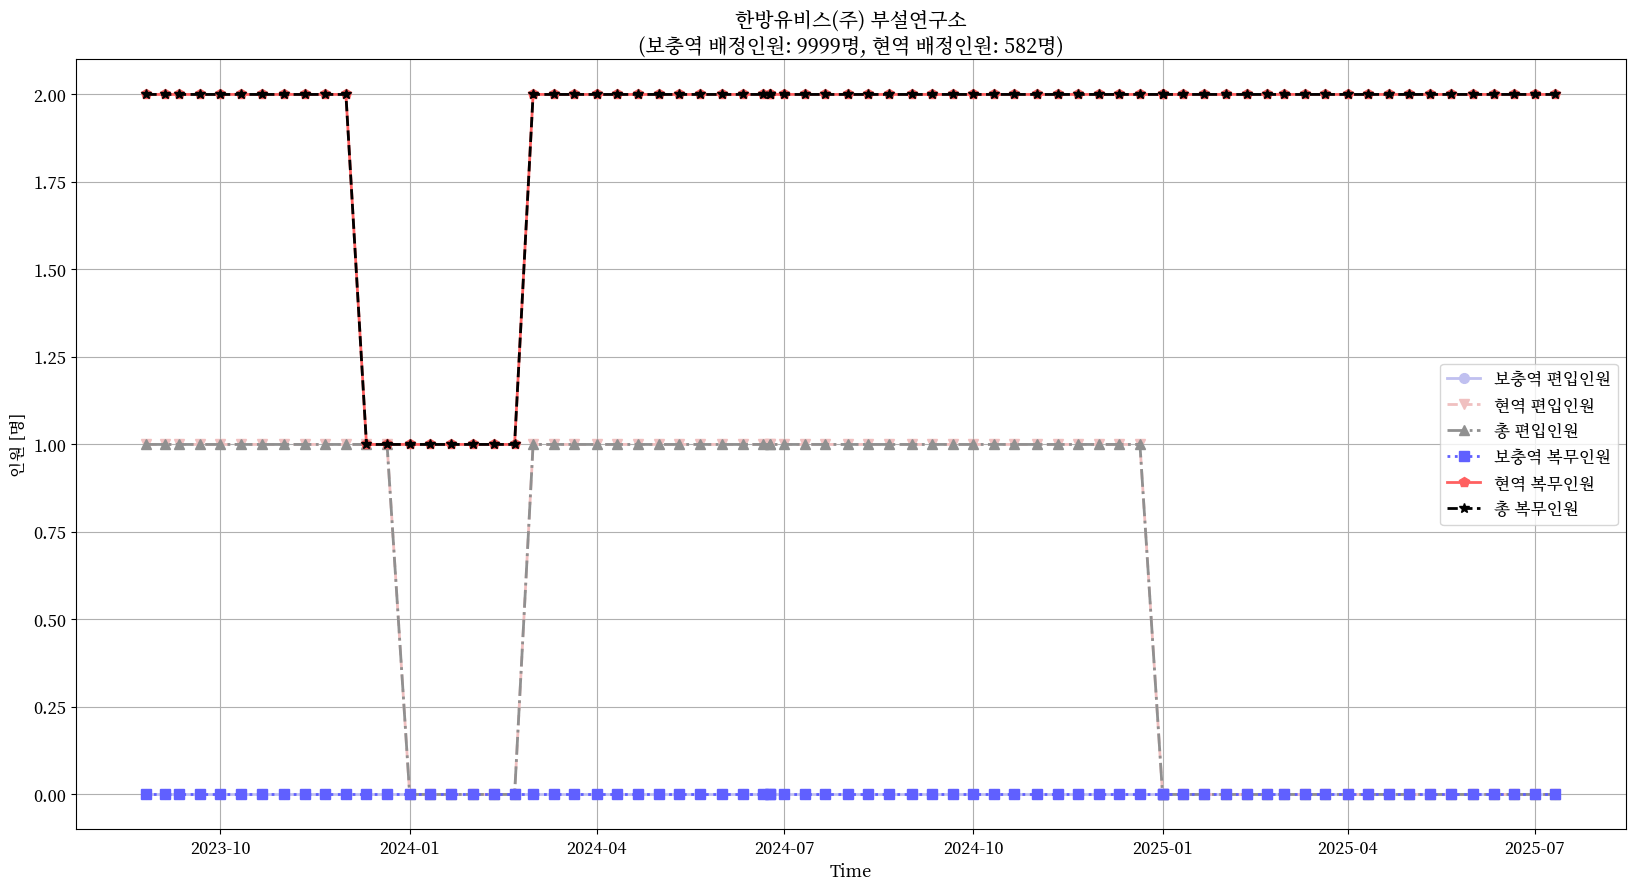 한방유비스(주) 부설연구소
(보충역 배정인원: 9999명, 현역 배정인원: 582명)
인원 [명]
2.00
1.75
1.50
1.25
1.00
0.75
0.50
0.25
0.00
보충역 편입인원
현역 편입인원
총 편입인원
보충역 복무인원
현역 복무인원
총 복무인원
2023-10
2024-01
2024-04
2024-07
2024-10
2025-01
2025-04
2025-07
Time